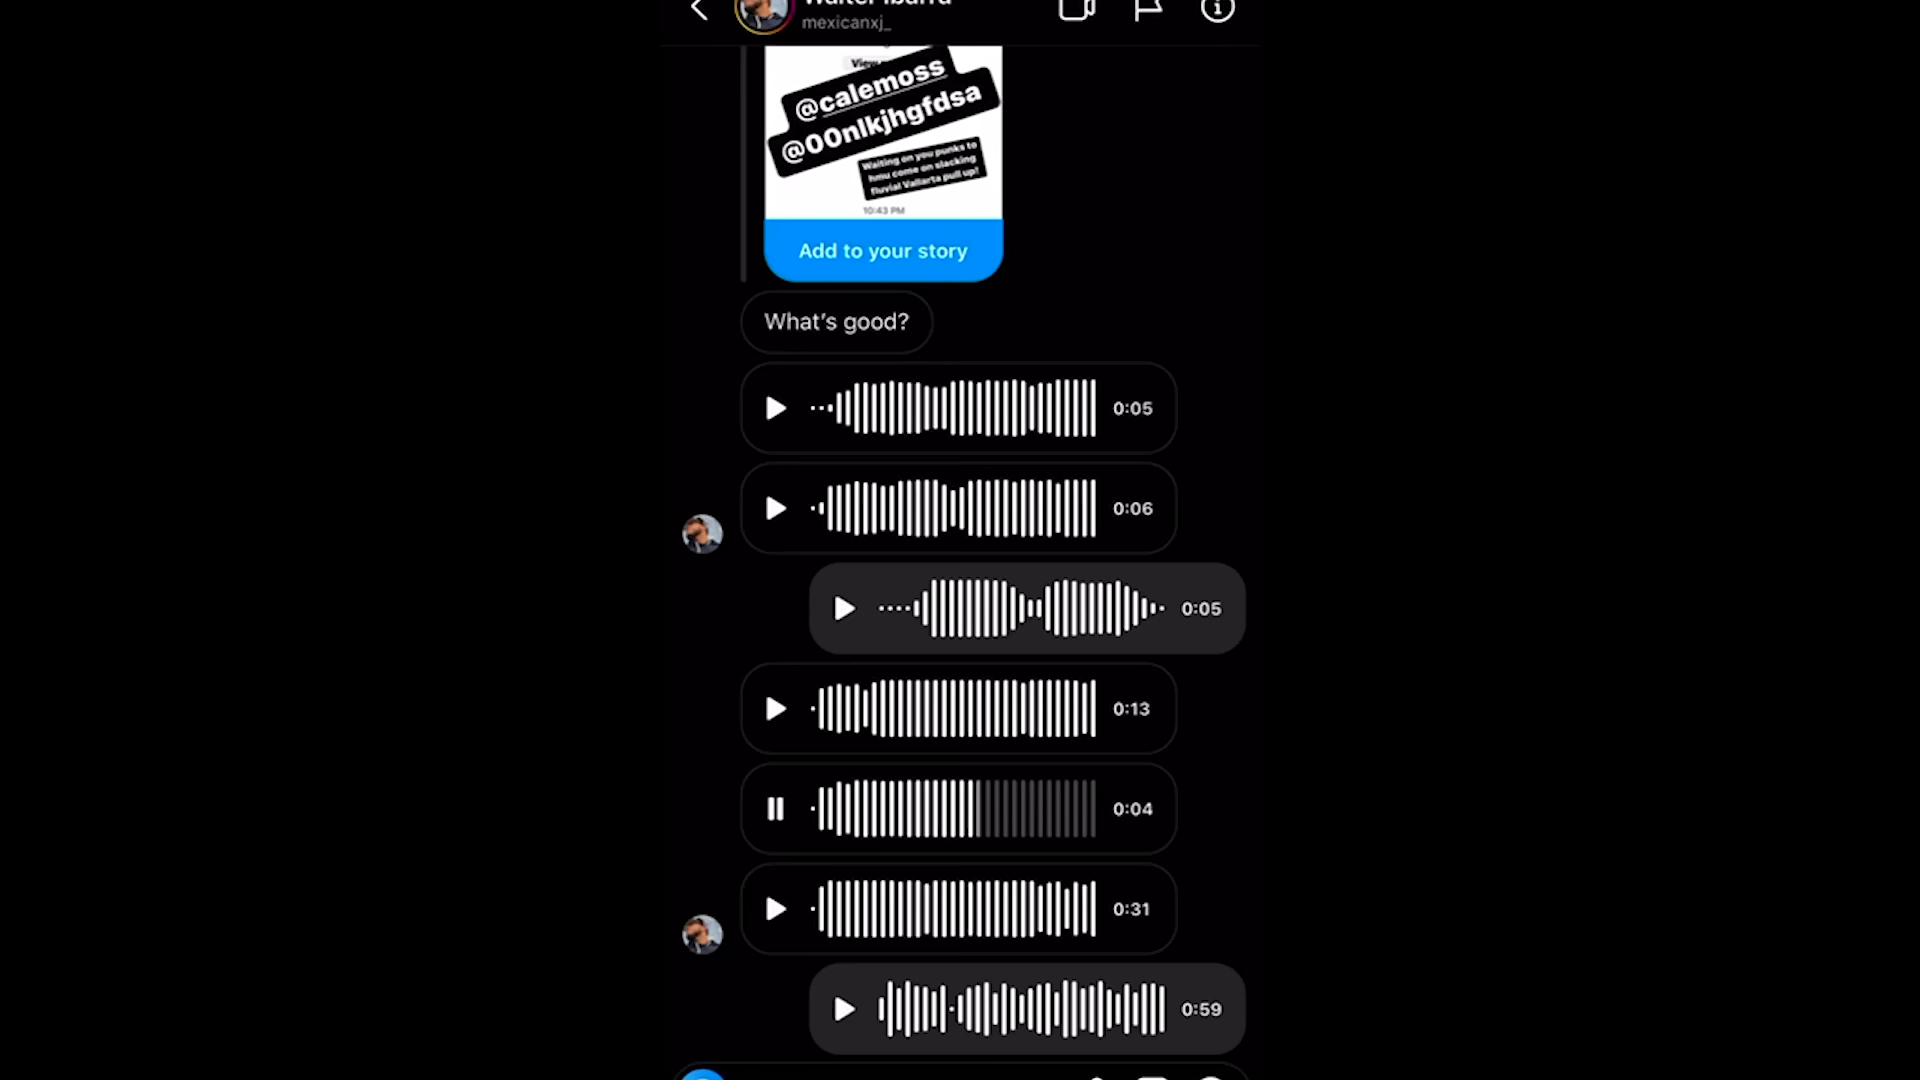 mexicanxj_
View
@calemoss
@00nlkjhgfdsa
Waiting on you punks to
hmu come on slacking
fluvial Vallarta pull up!
10:43 PM
Add to your story
What's good?
0:05
0:06
0:05
0:13
0:04
0:31
0:59